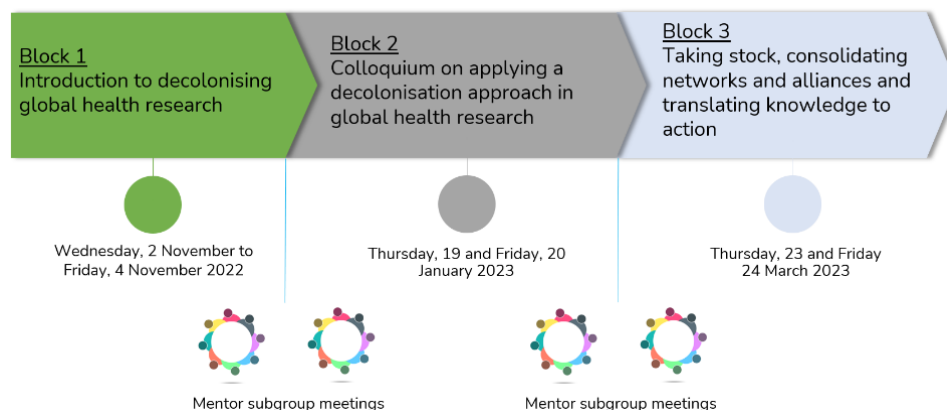 Block 1
Introduction to decolonising
global health research
Block 2
Colloquium on applying a
decolonisation approach in
global health research
Block 3
Taking stock, consolidating
networks and alliances and
translating knowledge to
action
Wednesday, 2 November to
Friday, 4 November 2022
Thursday, 19 and Friday, 20
January 2023
Thursday, 23 and Friday
24 March 2023
Mentor subgroup meetings
Mentor subgroup meetings